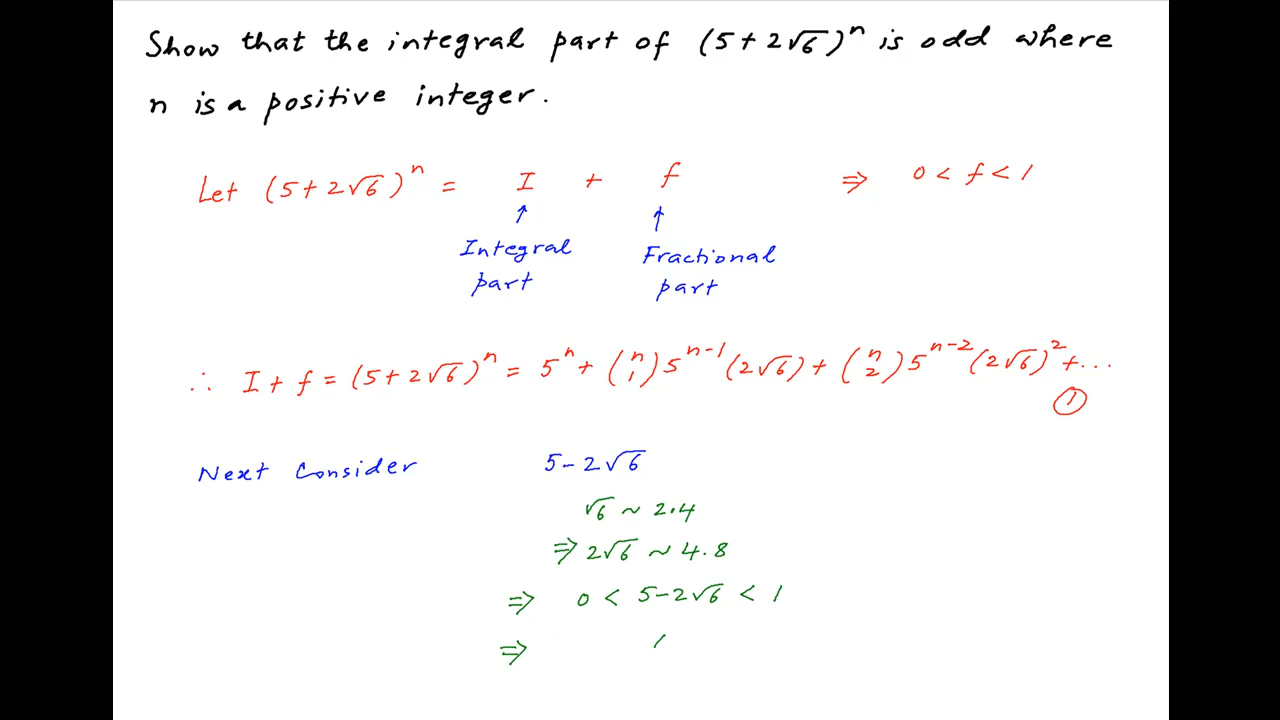 Show that the integral part of (5+2√6)ⁿ is odd where
n is a positive integer.
Let (5+2√6)ⁿ = I + f ⇒ 0 < f < 1
↑ ↑
Integral part Fractional part
∴ I + f = (5+2√6)ⁿ = 5ⁿ + (n 1) 5ⁿ⁻¹ (2√6) + (n 2) 5ⁿ⁻² (2√6)² + ...
①
Next Consider 5-2√6
√6 ~ 2.4
⇒ 2√6 ~ 4.8
⇒ 0 < 5-2√6 < 1
⇒